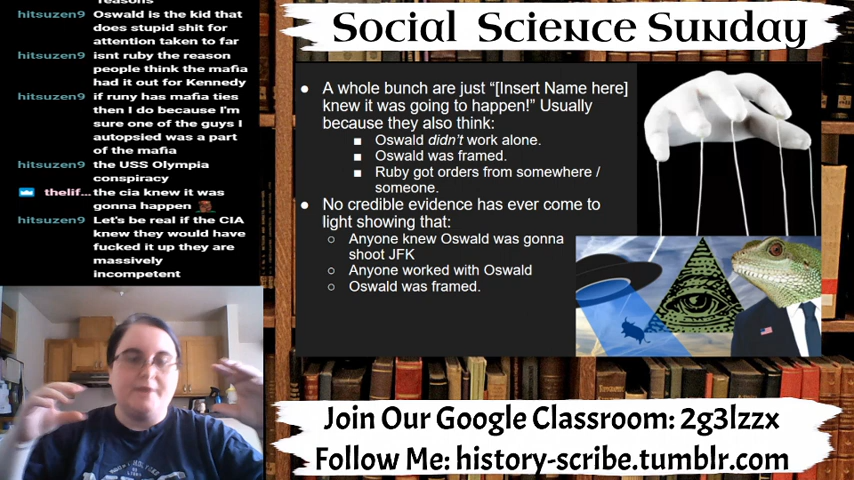 reasons
hitsuzen9 Oswald is the kid that
does stupid shit for
attention taken to far
hitsuzen9 isnt ruby the reason
people think the mafia
had it out for Kennedy
hitsuzen9 if runy has mafia ties
then I do because I'm
sure one of the guys I
autopsied was a part
of the mafia
hitsuzen9 the USS Olympia
conspiracy
thelif... the cia knew it was
gonna happen
hitsuzen9 Let's be real if the CIA
knew they would have
fucked it up they are
massively
incompetent
Social Science Sunday
● A whole bunch are just “[Insert Name here]
knew it was going to happen!” Usually
because they also think:
■ Oswald didn’t work alone.
■ Oswald was framed.
■ Ruby got orders from somewhere /
someone.
● No credible evidence has ever come to
light showing that:
○ Anyone knew Oswald was gonna
shoot JFK
○ Anyone worked with Oswald
○ Oswald was framed.
Join Our Google Classroom: 2g3lzzx
Follow Me: history-scribe.tumblr.com